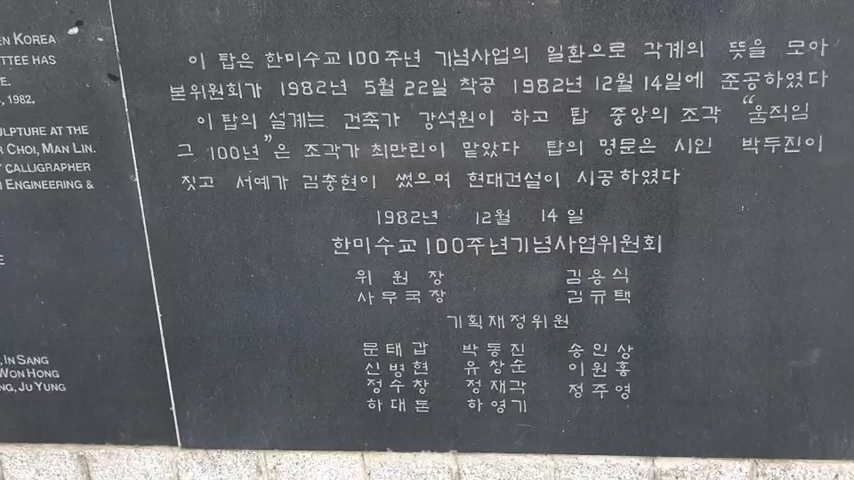 EN KOREA
TTEE HAS
E.
, 1982.
ULPTURE AT THE
R CHOI, MAN LIN.
CALLIGRAPHER
ENGINEERING &
E
, IN SANG
WON HONG
NG, JU YUNG
이 탑은 한미수교100주년 기념사업의 일환으로 각계의 뜻을 모아
본위원회가 1982년 5월 22일 착공 1982년 12월 14일에 준공하였다
이 탑의 설계는 건축가 강석원이 하고 탑 중앙의 조각 “움직임
그 100년”은 조각가 최만린이 맡았다 탑의 명문은 시인 박두진이
짓고 서예가 김충현이 썼으며 현대건설이 시공하였다
1982년 12월 14일
한미수교100주년기념사업위원회
위원장 김용식
사무국장 김규택
기획재정위원
문태갑 박동진 송인상
신병현 유창순 이원홍
정수창 정재각 정주영
하대돈 하영기